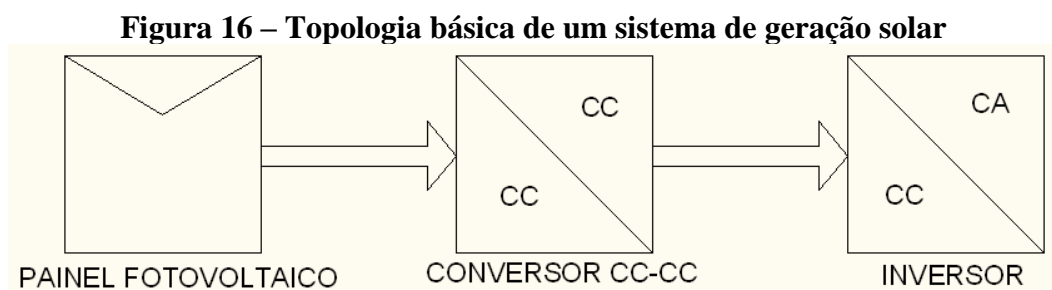 Figura 16 – Topologia básica de um sistema de geração solar
CC
CC
CA
CC
PAINEL FOTOVOLTAICO
CONVERSOR CC-CC
INVERSOR